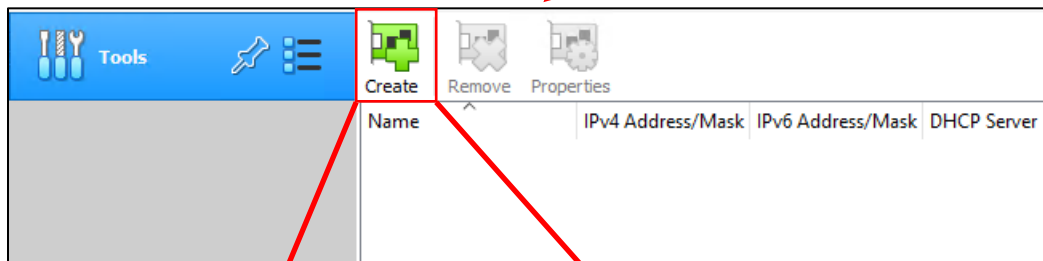 Tools
Create Remove Properties
Name IPv4 Address/Mask IPv6 Address/Mask DHCP Server